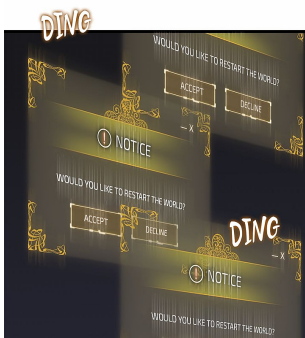 DING
WOULD YOU LIKE TO RESTART THE WORLD?
ACCEPT
DECLINE
— X
! NOTICE
WOULD YOU LIKE TO RESTART THE WORLD?
ACCEPT
DECLINE
DING
— X
! NOTICE
WOULD YOU LIKE TO RESTART THE WORLD?